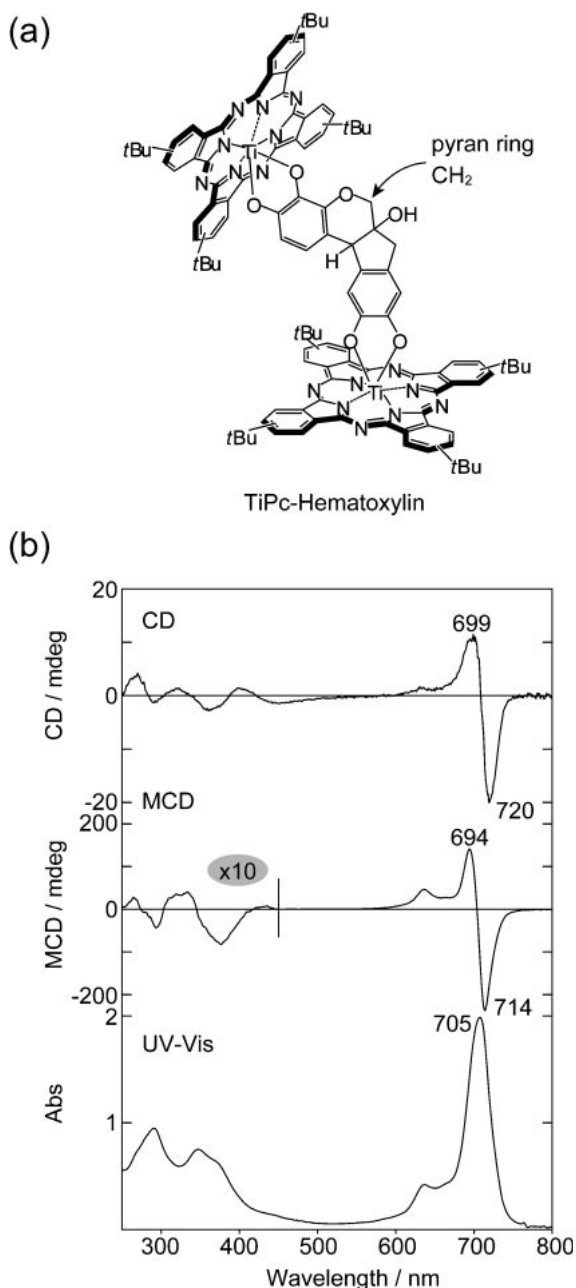 (a)
tBu
N
N
N
N
N
N
N
N
Ti
tBu
tBu
tBu
O
O
O
pyran ring
CH2
OH
H
O
O
tBu
tBu
N
N
N
N
N
N
N
N
Ti
tBu
tBu
TiPc-Hematoxylin
(b)
20
CD
699
0
CD / mdeg
-20
720
MCD
200
694
x10
0
MCD / mdeg
-200
714
2
705
UV-Vis
Abs
1
300 400 500 600 700 800
Wavelength / nm